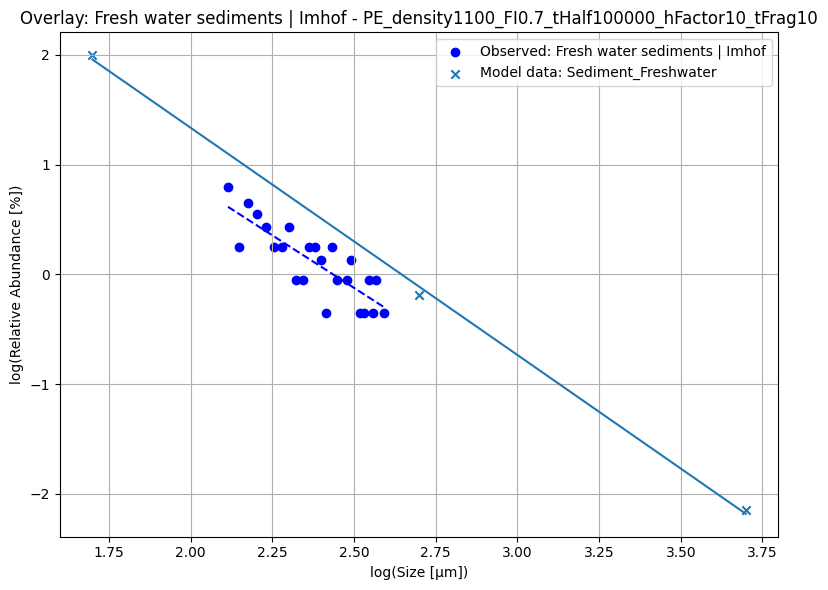 Overlay: Fresh water sediments | Imhof - PE_density1100_FI0.7_tHalf100000_hFactor10_tFrag10
Observed: Fresh water sediments | Imhof
Model data: Sediment_Freshwater
log(Relative Abundance [%])
2
1
0
−1
−2
1.75 2.00 2.25 2.50 2.75 3.00 3.25 3.50 3.75
log(Size [µm])